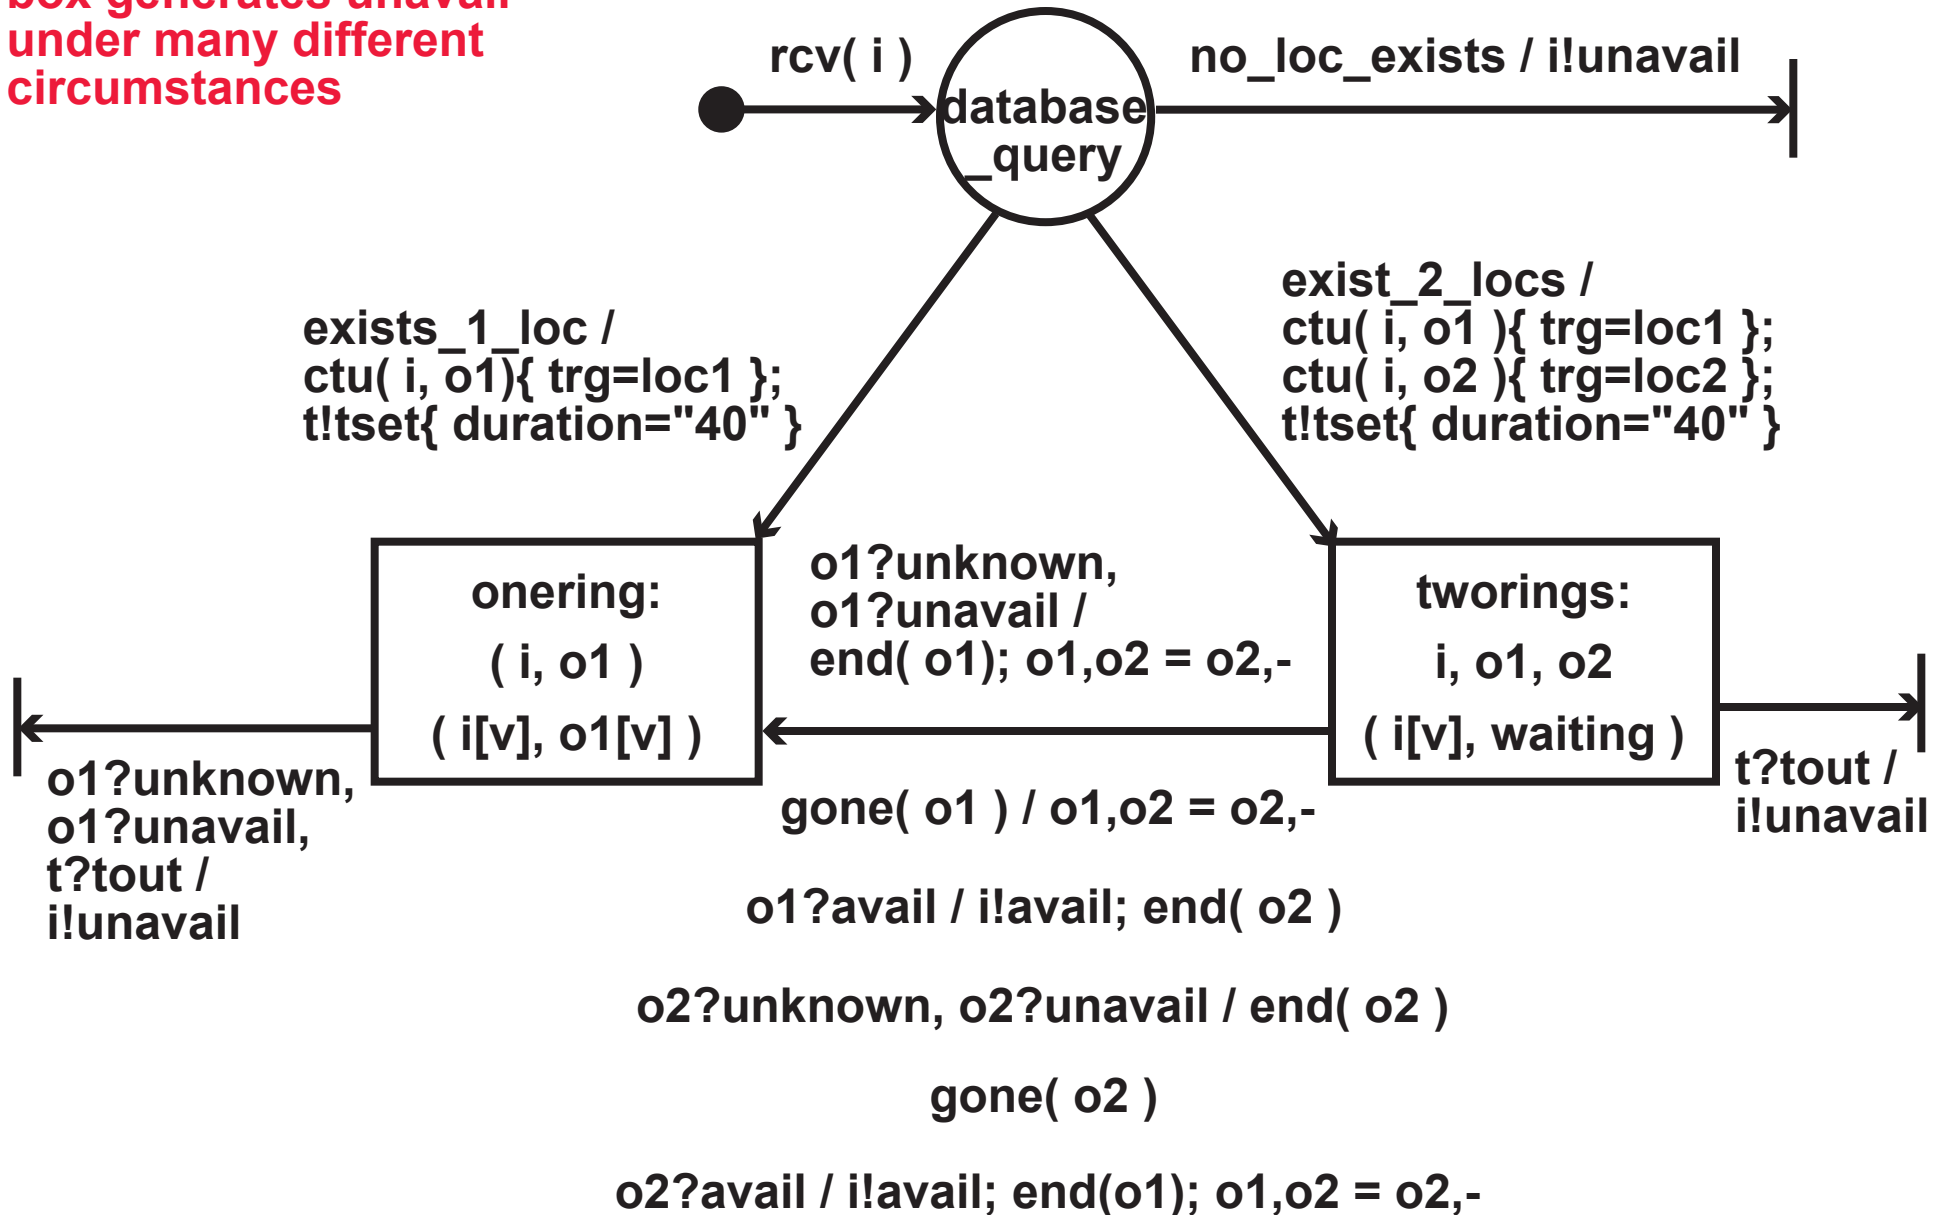 box generates unavail
under many different
circumstances
rcv( i )
no_loc_exists / i!unavail
database
_query
exists_1_loc /
ctu( i, o1){ trg=loc1 };
t!tset{ duration="40" }
exist_2_locs /
ctu( i, o1 ){ trg=loc1 };
ctu( i, o2 ){ trg=loc2 };
t!tset{ duration="40" }
onering:
( i, o1 )
( i[v], o1[v] )
o1?unknown,
o1?unavail /
end( o1); o1,o2 = o2,-
tworings:
i, o1, o2
( i[v], waiting )
o1?unknown,
o1?unavail,
t?tout /
i!unavail
t?tout /
i!unavail
gone( o1 ) / o1,o2 = o2,-
o1?avail / i!avail; end( o2 )
o2?unknown, o2?unavail / end( o2 )
gone( o2 )
o2?avail / i!avail; end(o1); o1,o2 = o2,-